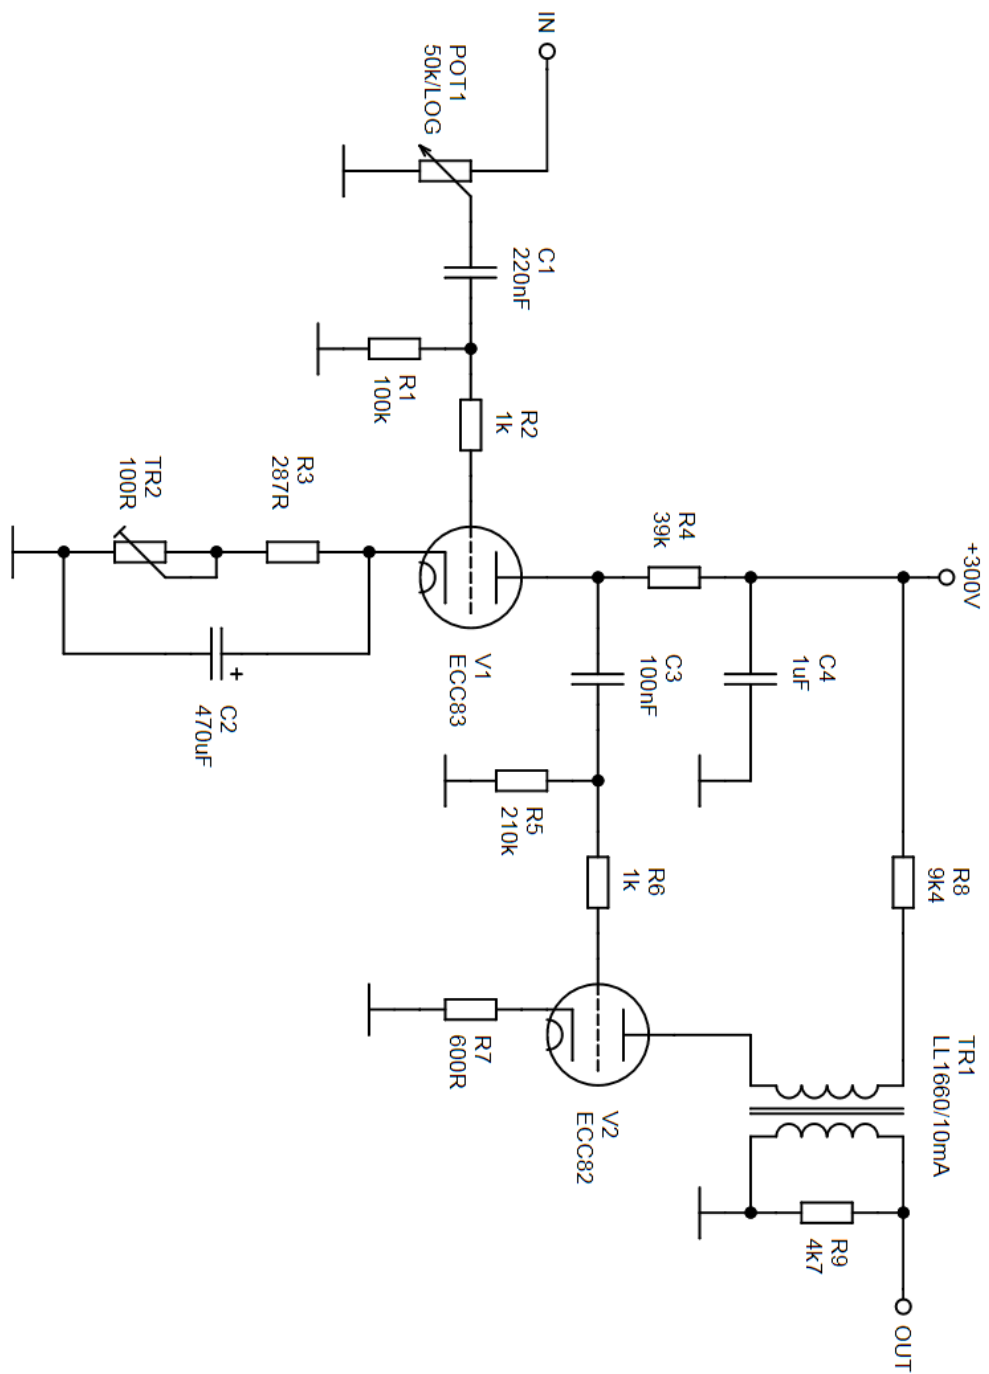 IN
POT1
50k/LOG
C1
220nF
R1
100k
R2
1k
TR2
100R
R3
287R
+
C2
470uF
V1
ECC83
R4
39k
+300V
C3
100nF
C4
1uF
R5
210k
R6
1k
R8
9k4
R7
600R
V2
ECC82
TR1
LL1660/10mA
R9
4k7
OUT